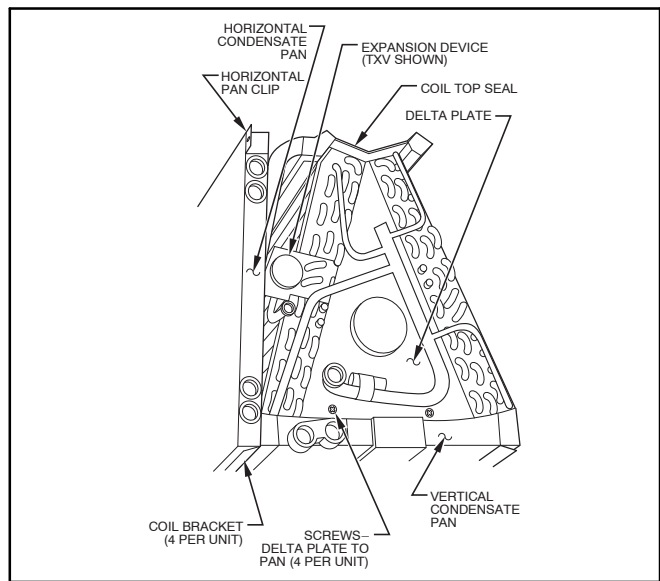 HORIZONTAL
CONDENSATE
PAN
EXPANSION DEVICE
(TXV SHOWN)
HORIZONTAL
PAN CLIP
COIL TOP SEAL
DELTA PLATE
COIL BRACKET
(4 PER UNIT)
SCREWS–
DELTA PLATE TO
PAN (4 PER UNIT)
VERTICAL
CONDENSATE
PAN